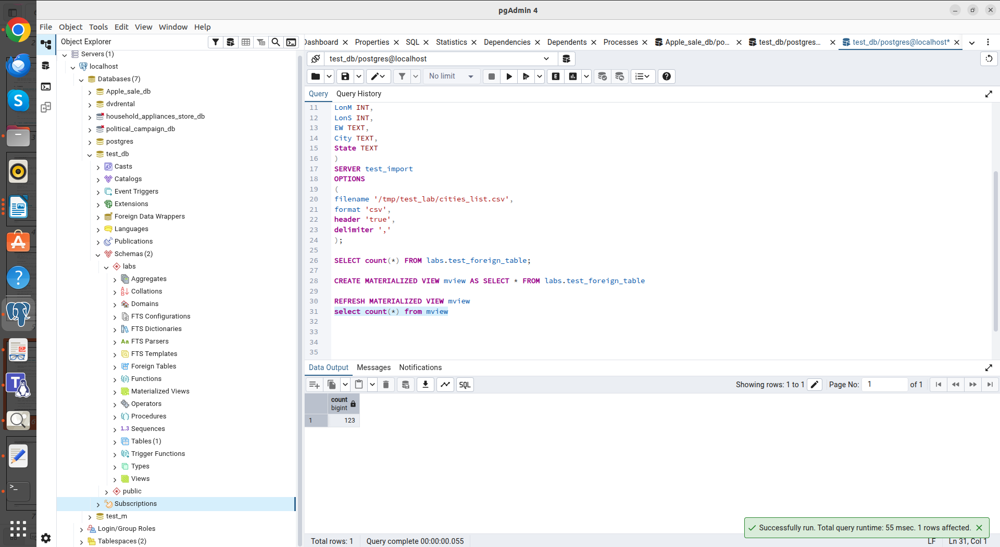 pgAdmin 4
File Object Tools Edit View Window Help
Object Explorer
Dashboard Properties SQL Statistics Dependencies Dependents Processes Apple_sale_db/po... test_db/postgres... test_db/postgres@localhost*
Servers (1)
localhost
Databases (7)
Apple_sale_db
dvdrental
household_appliances_store_db
political_campaign_db
postgres
test_db
Casts
Catalogs
Event Triggers
Extensions
Foreign Data Wrappers
Languages
Publications
Schemas (2)
labs
Aggregates
Collations
Domains
FTS Configurations
FTS Dictionaries
Aa FTS Parsers
FTS Templates
Foreign Tables
Functions
Materialized Views
Operators
Procedures
1.3 Sequences
Tables (1)
Trigger Functions
Types
Views
public
Subscriptions
test_m
Login/Group Roles
Tablespaces (2)
test_db/postgres@localhost
No limit
E
Query Query History
11 LonM INT,
12 LonS INT,
13 EW TEXT,
14 City TEXT,
15 State TEXT
16 )
17 SERVER test_import
18 OPTIONS
19 (
20 filename '/tmp/test_lab/cities_list.csv',
21 format 'csv',
22 header 'true',
23 delimiter ','
24 );
25
26 SELECT count(*) FROM labs.test_foreign_table;
27
28 CREATE MATERIALIZED VIEW mview AS SELECT * FROM labs.test_foreign_table
29
30 REFRESH MATERIALIZED VIEW mview
31 select count(*) from mview
32
33
34
35
Data Output Messages Notifications
SQL Showing rows: 1 to 1 Page No: 1 of 1
count
bigint
1 123
Successfully run. Total query runtime: 55 msec. 1 rows affected.
Total rows: 1 Query complete 00:00:00.055 LF Ln 31, Col 1